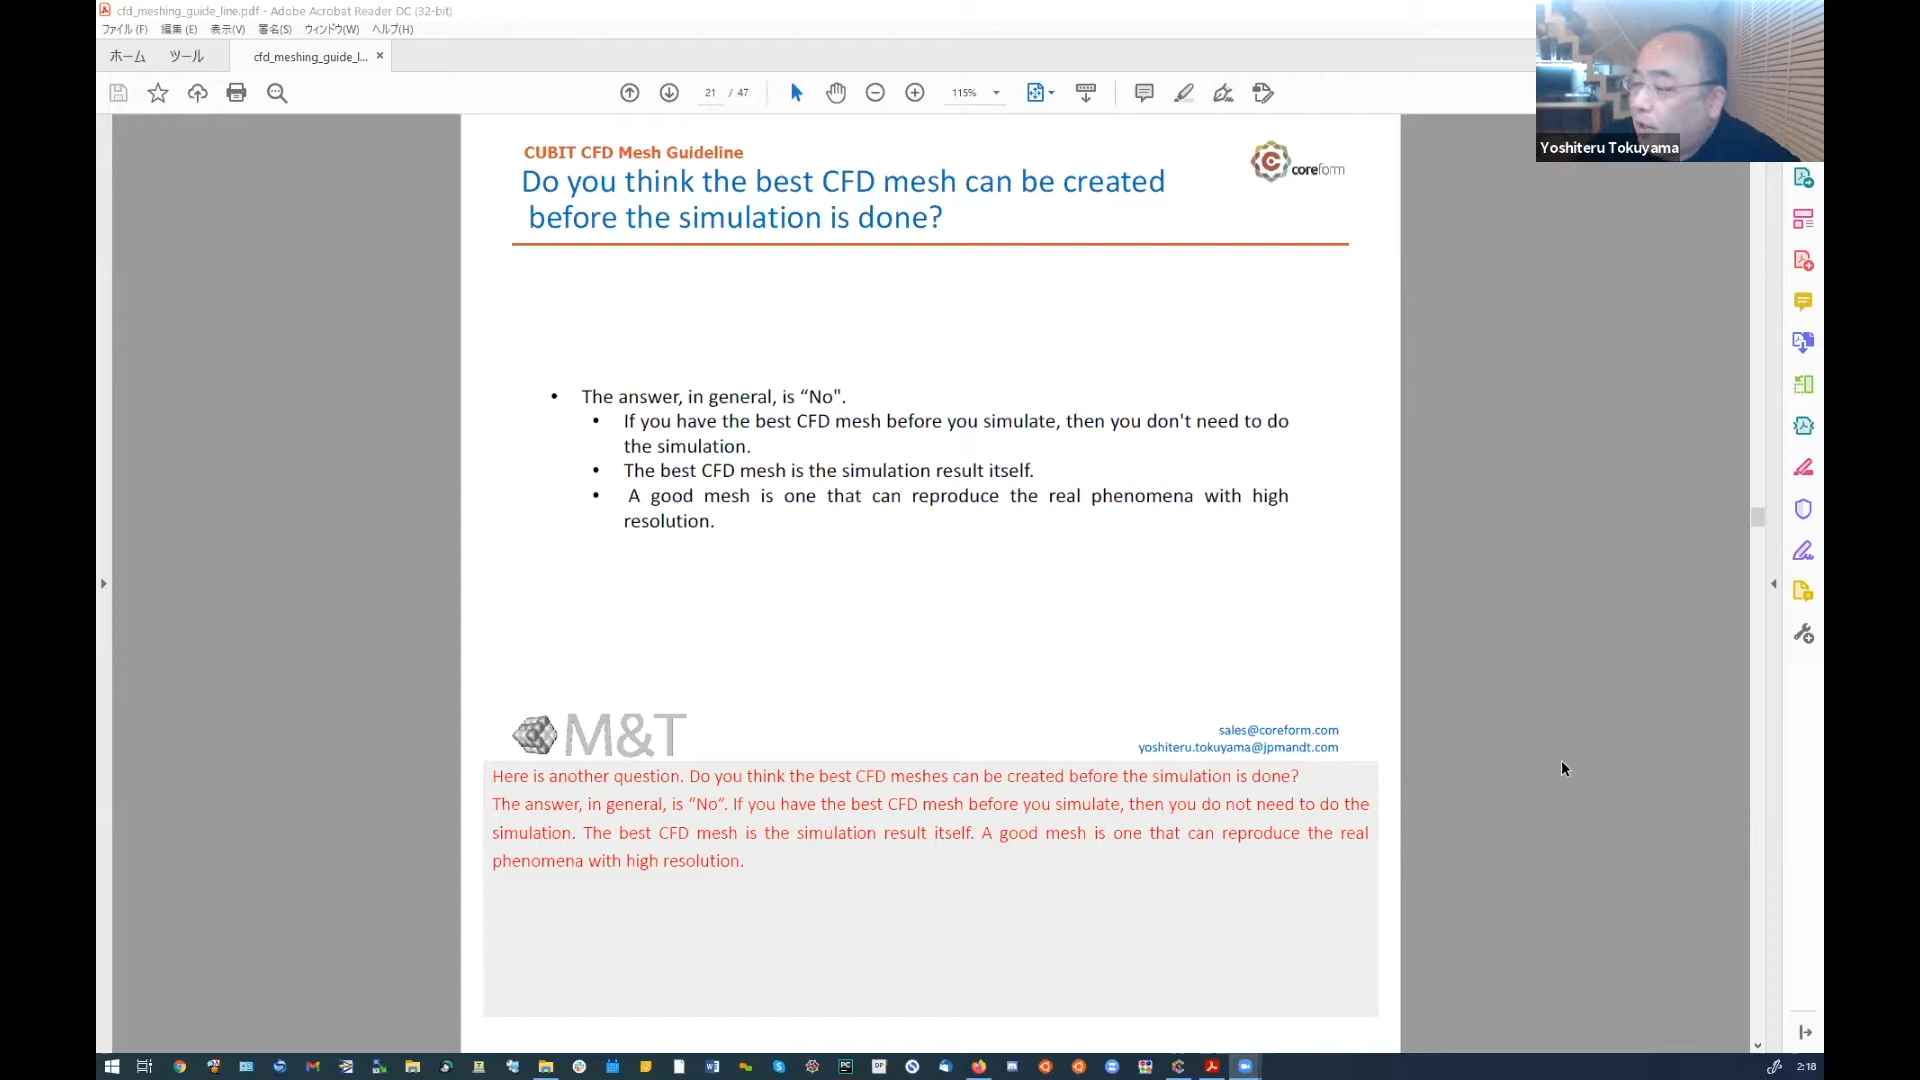 cfd_meshing_guide_line.pdf - Adobe Acrobat Reader DC (32-bit)
ファイル(F) 編集(E) 表示(V) 署名(S) ウィンドウ(W) ヘルプ(H)
ホーム ツール cfd_meshing_guide_l... ×
21 / 47 115%
Yoshiteru Tokuyama
CUBIT CFD Mesh Guideline
coreform
Do you think the best CFD mesh can be created
before the simulation is done?
• The answer, in general, is “No".
• If you have the best CFD mesh before you simulate, then you don't need to do
the simulation.
• The best CFD mesh is the simulation result itself.
• A good mesh is one that can reproduce the real phenomena with high
resolution.
M&T
sales@coreform.com
yoshiteru.tokuyama@jpmandt.com
Here is another question. Do you think the best CFD meshes can be created before the simulation is done?
The answer, in general, is “No”. If you have the best CFD mesh before you simulate, then you do not need to do the
simulation. The best CFD mesh is the simulation result itself. A good mesh is one that can reproduce the real
phenomena with high resolution.
2:18